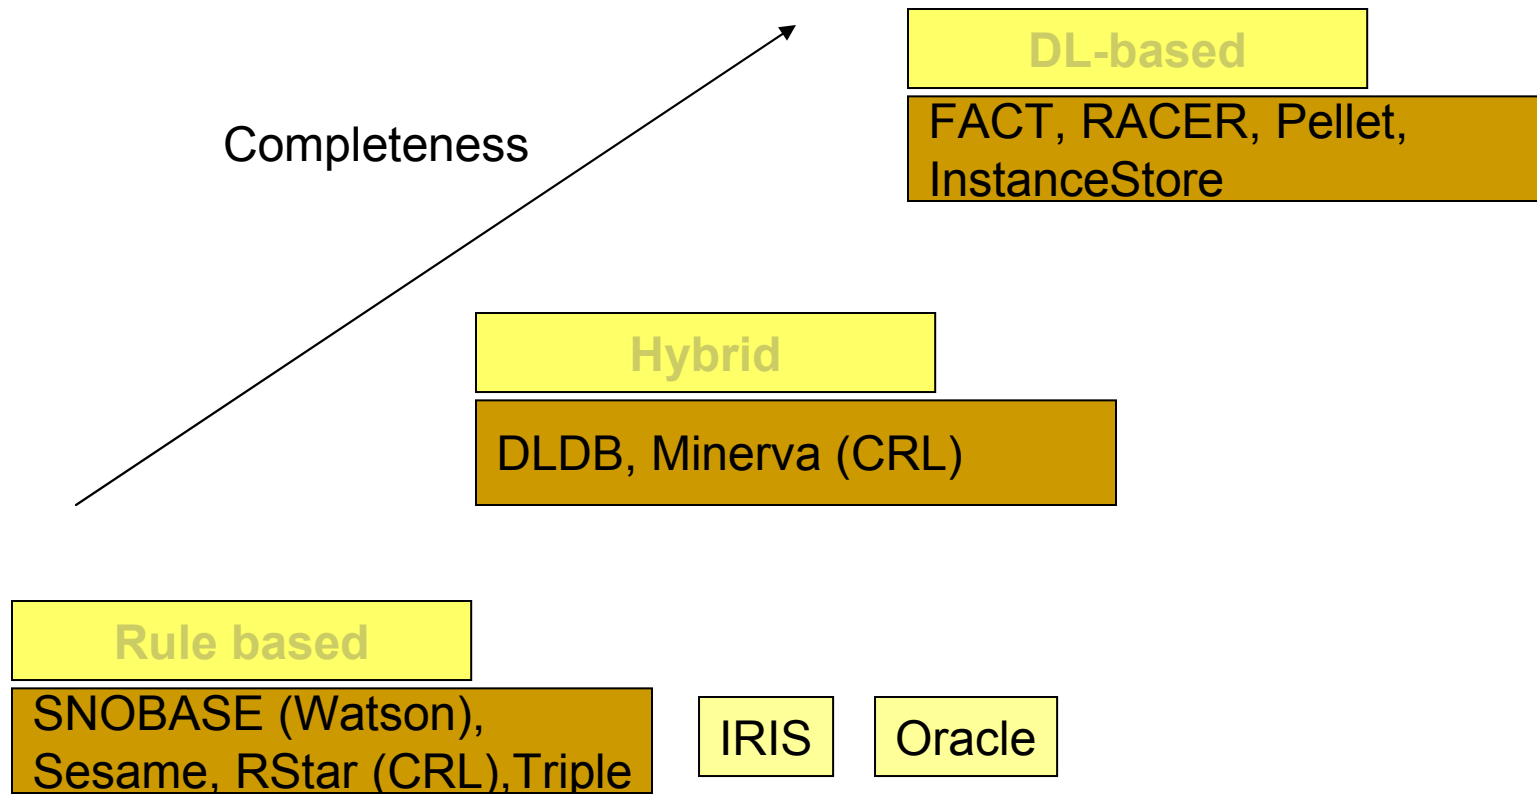 DL-based
FACT, RACER, Pellet,
InstanceStore
Completeness
Hybrid
DLDB, Minerva (CRL)
Rule based
SNOBASE (Watson),
Sesame, RStar (CRL),Triple
IRIS
Oracle